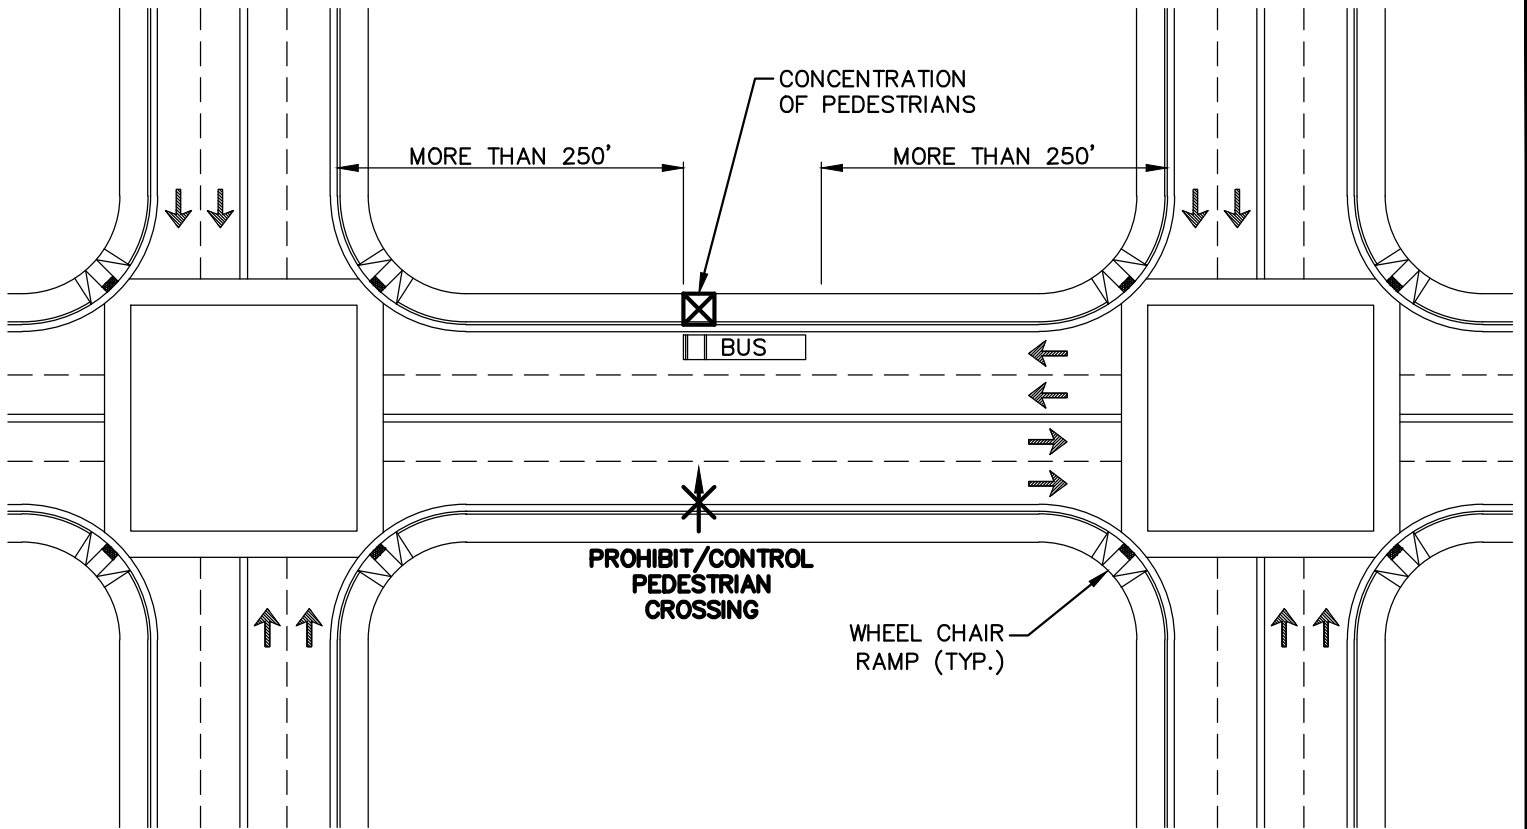 CONCENTRATION
OF PEDESTRIANS
MORE THAN 250'
MORE THAN 250'
BUS
PROHIBIT/CONTROL
PEDESTRIAN
CROSSING
WHEEL CHAIR
RAMP (TYP.)